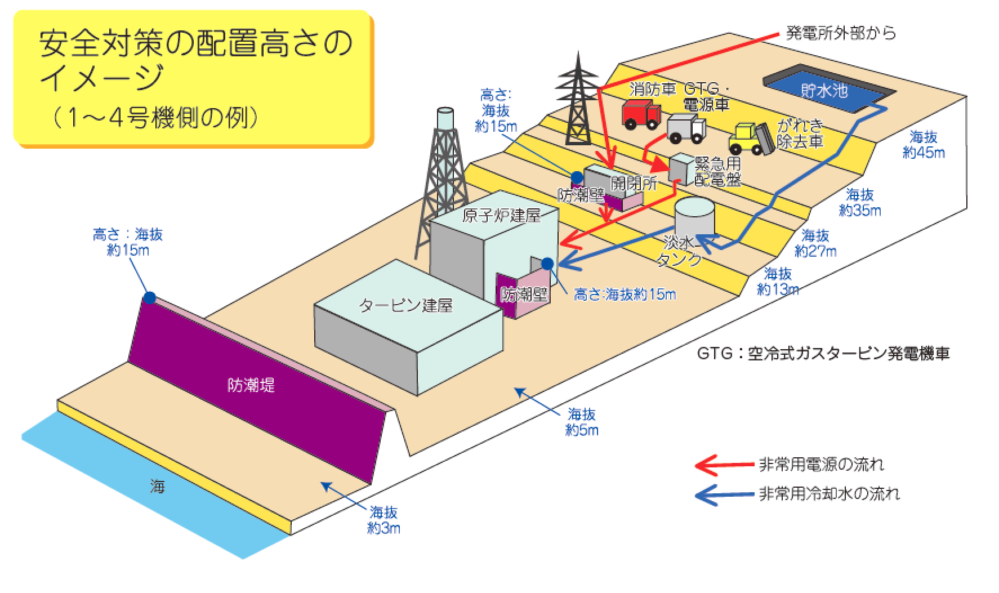 安全対策の配置高さの
イメージ
（1～4号機側の例）
発電所外部から
貯水池
消防車
GTG・
電源車
高さ:
海抜
約15m
がれき
除去車
海抜
約45m
緊急用
配電盤
開閉所
防潮壁
海抜
約35m
原子炉建屋
高さ：海抜
約15m
淡水
タンク
海抜
約27m
海抜
約13m
防潮壁
高さ:海抜約15m
タービン建屋
GTG：空冷式ガスタービン発電機車
防潮堤
海抜
約5m
非常用電源の流れ
海
非常用冷却水の流れ
海抜
約3m